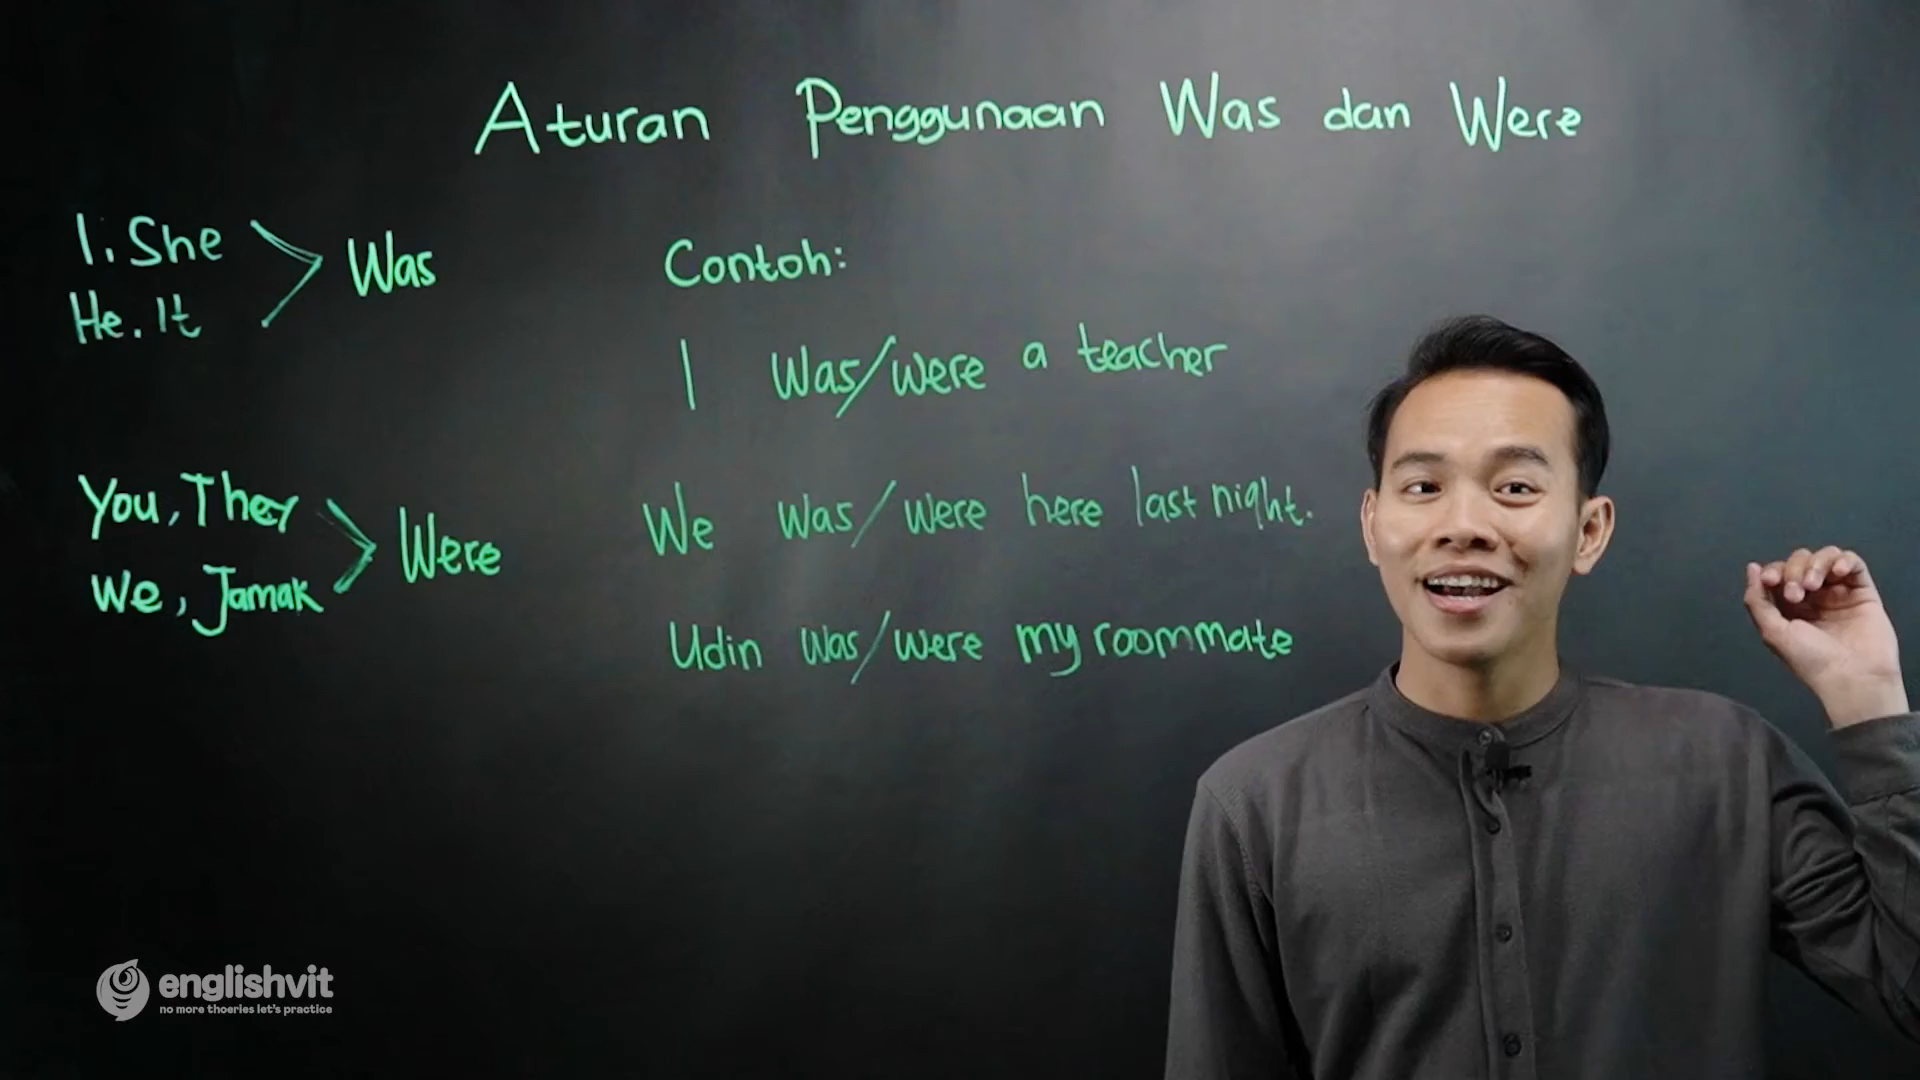 Aturan Penggunaan Was dan Were
I. She
He. It
Was
You, They
We, Jamak
Were
Contoh:
I Was/were a teacher
We Was/were here last night.
Udin Was/were my roommate
englishvit
no more thoeries let's practice